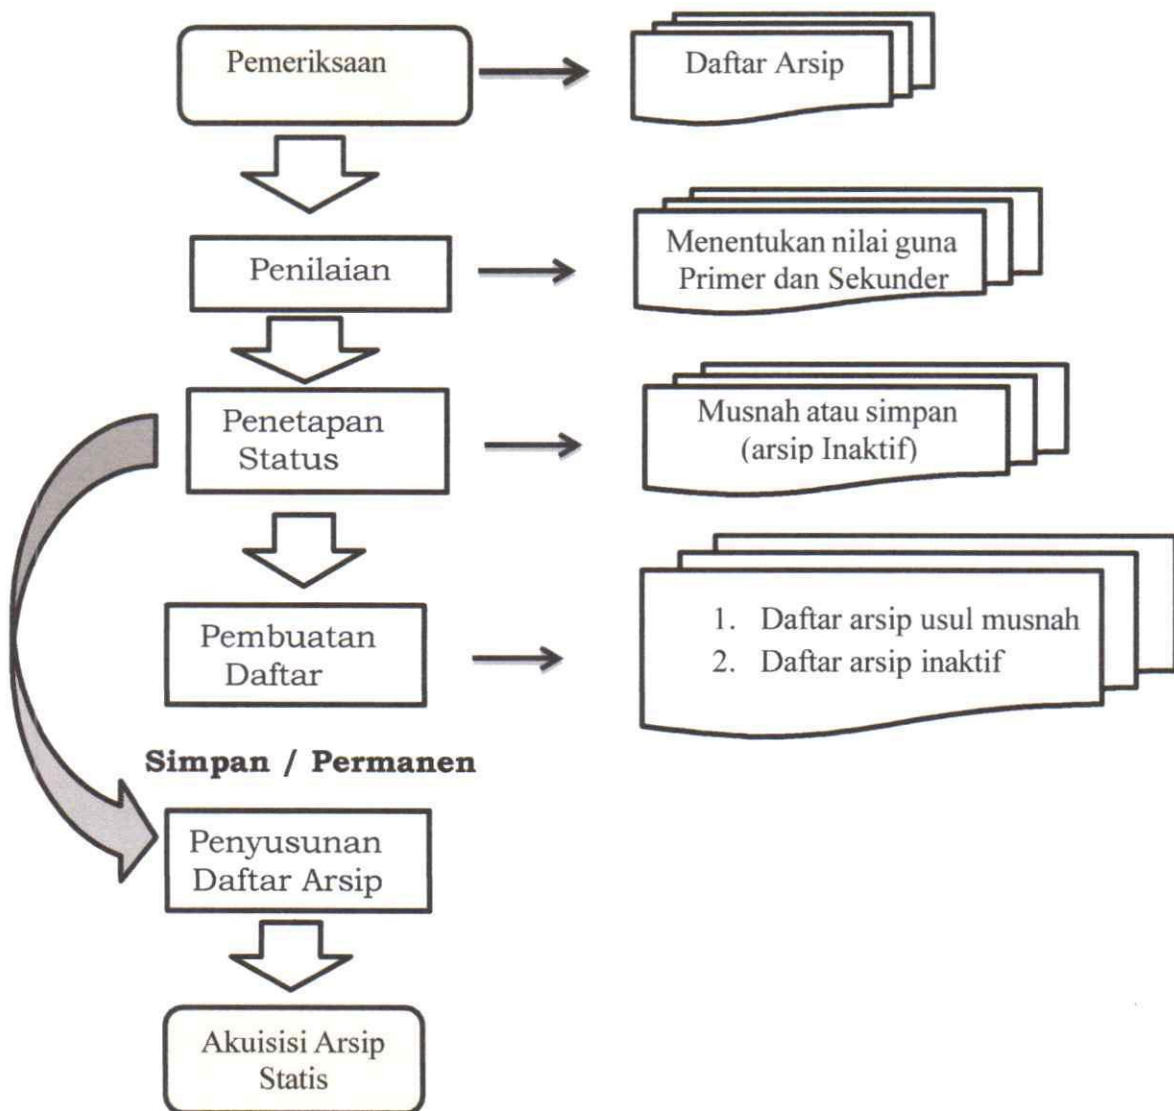 Pemeriksaan
Daftar Arsip
Penilaian
Menentukan nilai guna
Primer dan Sekunder
Penetapan
Status
Musnah atau simpan
(arsip Inaktif)
Pembuatan
Daftar
1. Daftar arsip usul musnah
2. Daftar arsip inaktif
Simpan / Permanen
Penyusunan
Daftar Arsip
Akuisisi Arsip
Statis